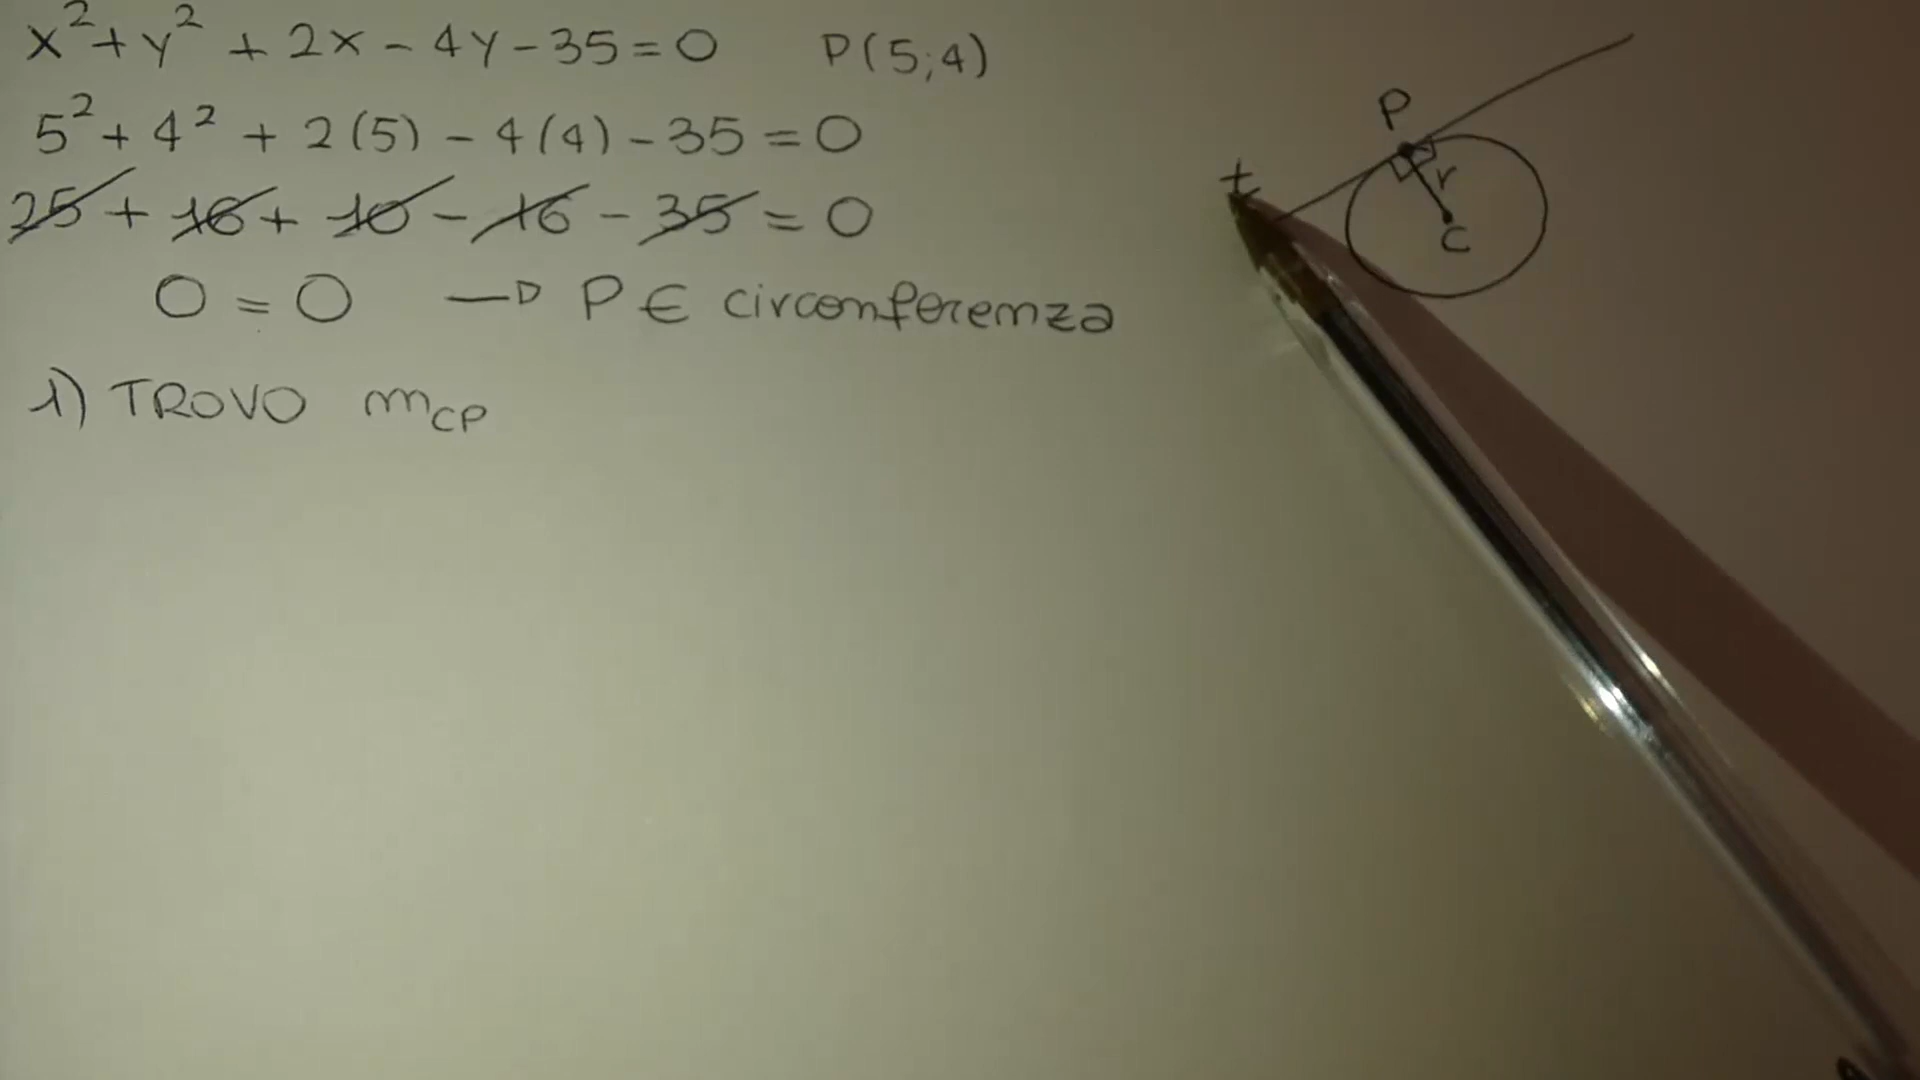 x² + y² + 2x - 4y - 35 = 0 P(5;4)
5² + 4² + 2(5) - 4(4) - 35 = 0
25 + 16 + 10 - 16 - 35 = 0
0 = 0 → P ∈ circonferenza
1) TROVO m_CP
P
r
C
t